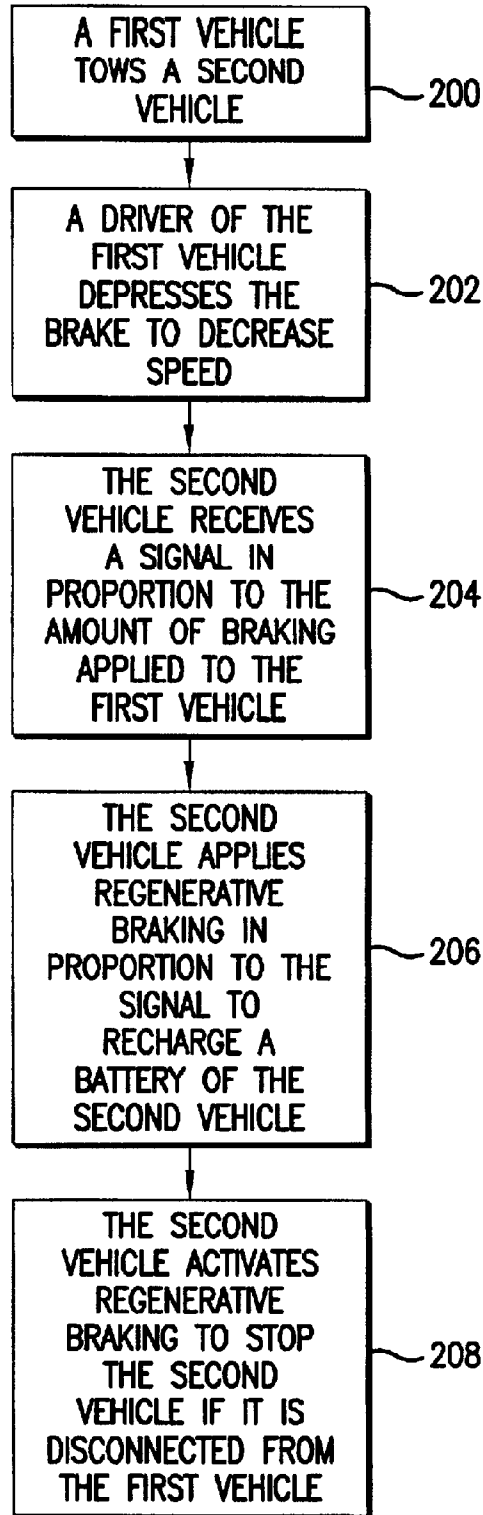 A FIRST VEHICLE
TOWS A SECOND
VEHICLE
200
A DRIVER OF THE
FIRST VEHICLE
DEPRESSES THE
BRAKE TO DECREASE
SPEED
202
THE SECOND
VEHICLE RECEIVES
A SIGNAL IN
PROPORTION TO THE
AMOUNT OF BRAKING
APPLIED TO THE
FIRST VEHICLE
204
THE SECOND
VEHICLE APPLIES
REGENERATIVE
BRAKING IN
PROPORTION TO THE
SIGNAL TO
RECHARGE A
BATTERY OF THE
SECOND VEHICLE
206
THE SECOND
VEHICLE ACTIVATES
REGENERATIVE
BRAKING TO STOP
THE SECOND
VEHICLE IF IT IS
DISCONNECTED FROM
THE FIRST VEHICLE
208